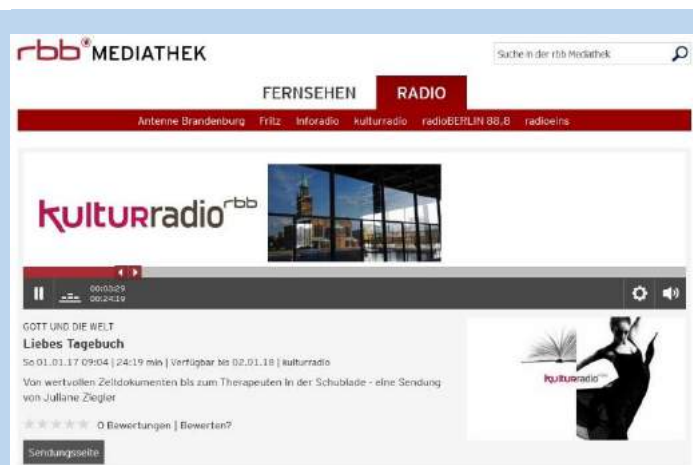 rbb MEDIATHEK
Suche in der rbb Mediathek
FERNSEHEN RADIO
Antenne Brandenburg Fritz Inforadio kulturradio radioBERLIN 88,8 radioeins
kulturradio rbb
00:03:29
00:24:19
GOTT UND DIE WELT
Liebes Tagebuch
So 01.01.17 09:04 | 24:19 min | Verfügbar bis 02.01.18 | kulturradio
Von wertvollen Zeitdokumenten bis zum Therapeuten in der Schublade - eine Sendung
von Juliane Ziegler
kulturradio rbb
0 Bewertungen | Bewerten?
Sendungsseite